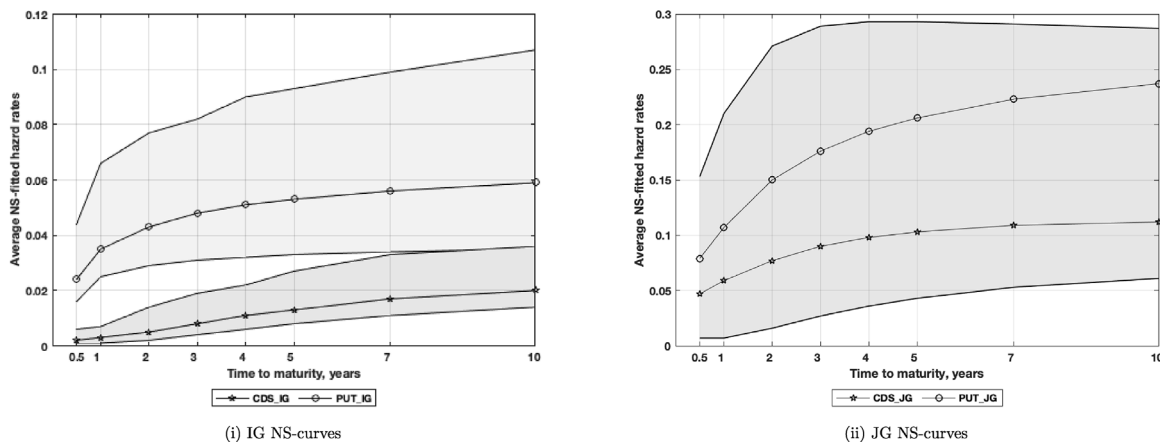 0.12
0.1
0.08
0.06
0.04
0.02
0
Average NS-fitted hazrd rates
0.5 1 2 3 4 5 7 10
Time to maturity, years
CDS_IG PUT_IG
(i) IG NS-curves
0.3
0.25
0.2
0.15
0.1
0.05
0
Average NS-fitted hazrd rates
0.5 1 2 3 4 5 7 10
Time to maturity, years
CDS_JG PUT_JG
(ii) JG NS-curves